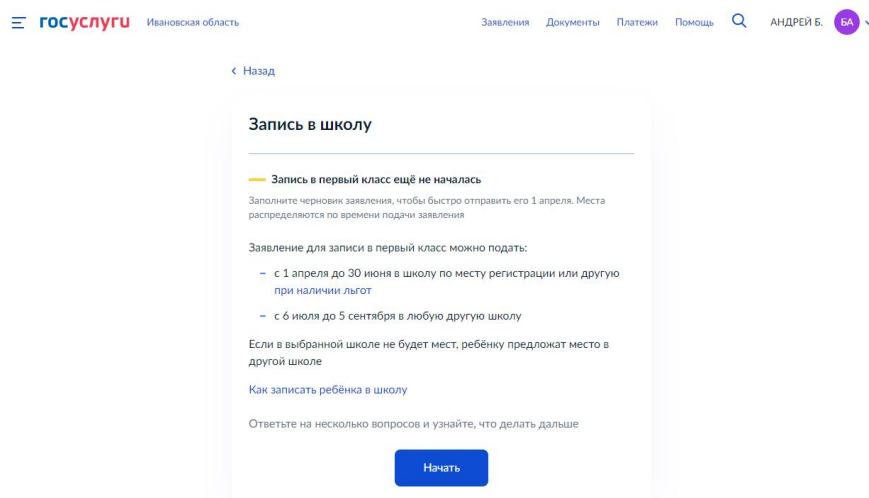 госуслуги
Ивановская область
Заявления Документы Платежи Помощь АНДРЕЙ Б. БА
Назад
Запись в школу
Запись в первый класс ещё не началась
Заполните черновик заявления, чтобы быстро отправить его 1 апреля. Места
распределяются по времени подачи заявления
Заявление для записи в первый класс можно подать:
– с 1 апреля до 30 июня в школу по месту регистрации или другую
при наличии льгот
– с 6 июля до 5 сентября в любую другую школу
Если в выбранной школе не будет мест, ребёнку предложат место в
другой школе
Как записать ребёнка в школу
Ответьте на несколько вопросов и узнайте, что делать дальше
Начать